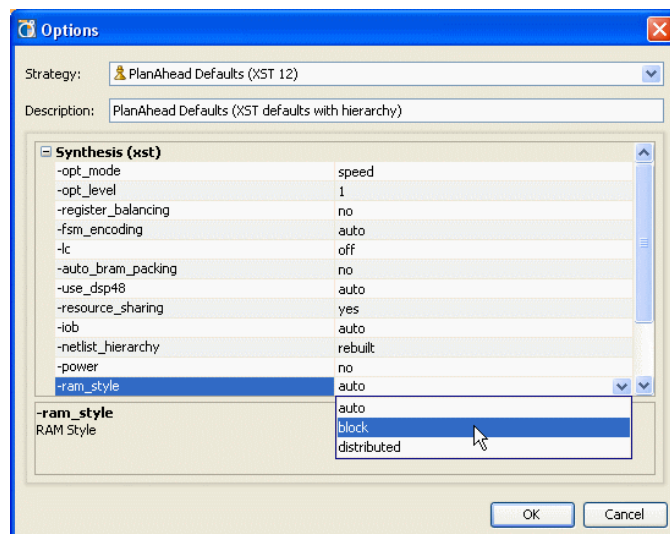 Options
Strategy: PlanAhead Defaults (XST 12)
Description: PlanAhead Defaults (XST defaults with hierarchy)
Synthesis (xst)
-opt_mode speed
-opt_level 1
-register_balancing no
-fsm_encoding auto
-lc off
-auto_bram_packing no
-use_dsp48 auto
-resource_sharing yes
-iob auto
-netlist_hierarchy rebuilt
-power no
-ram_style auto
auto
block
distributed
-ram_style
RAM Style
OK Cancel